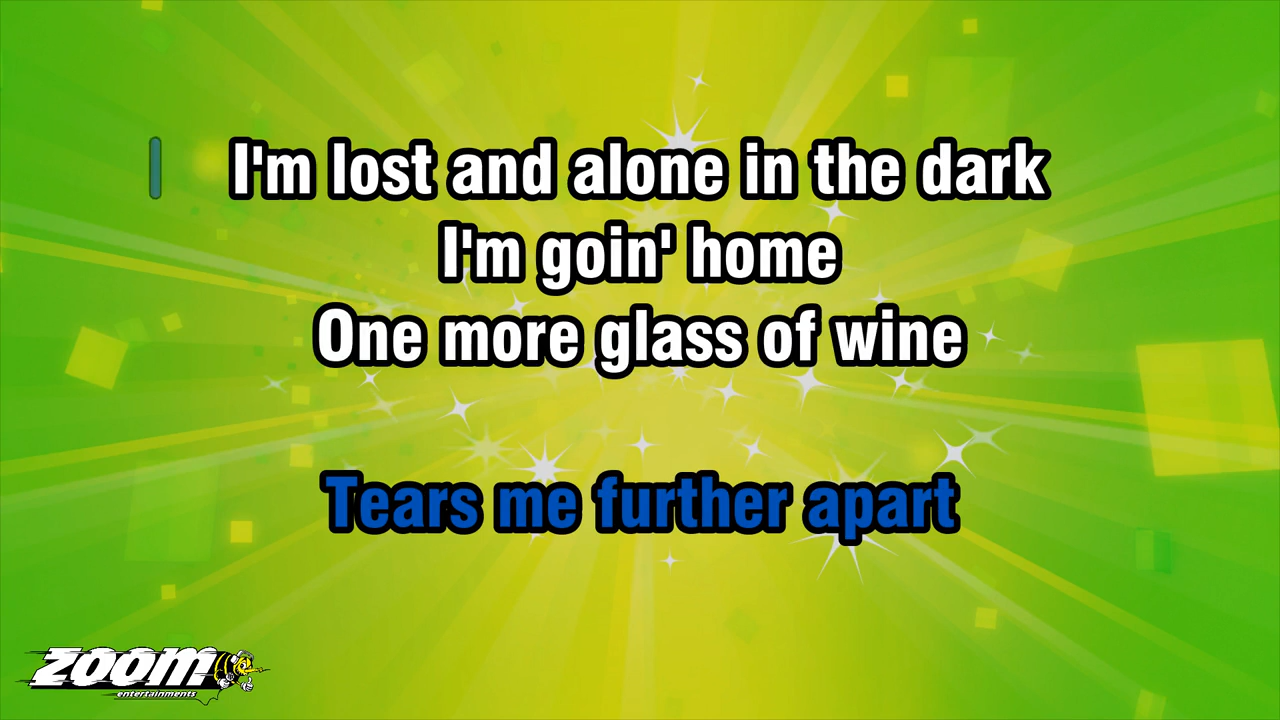 I'm lost and alone in the dark
I'm goin' home
One more glass of wine
Tears me further apart
ZOOM
entertainments